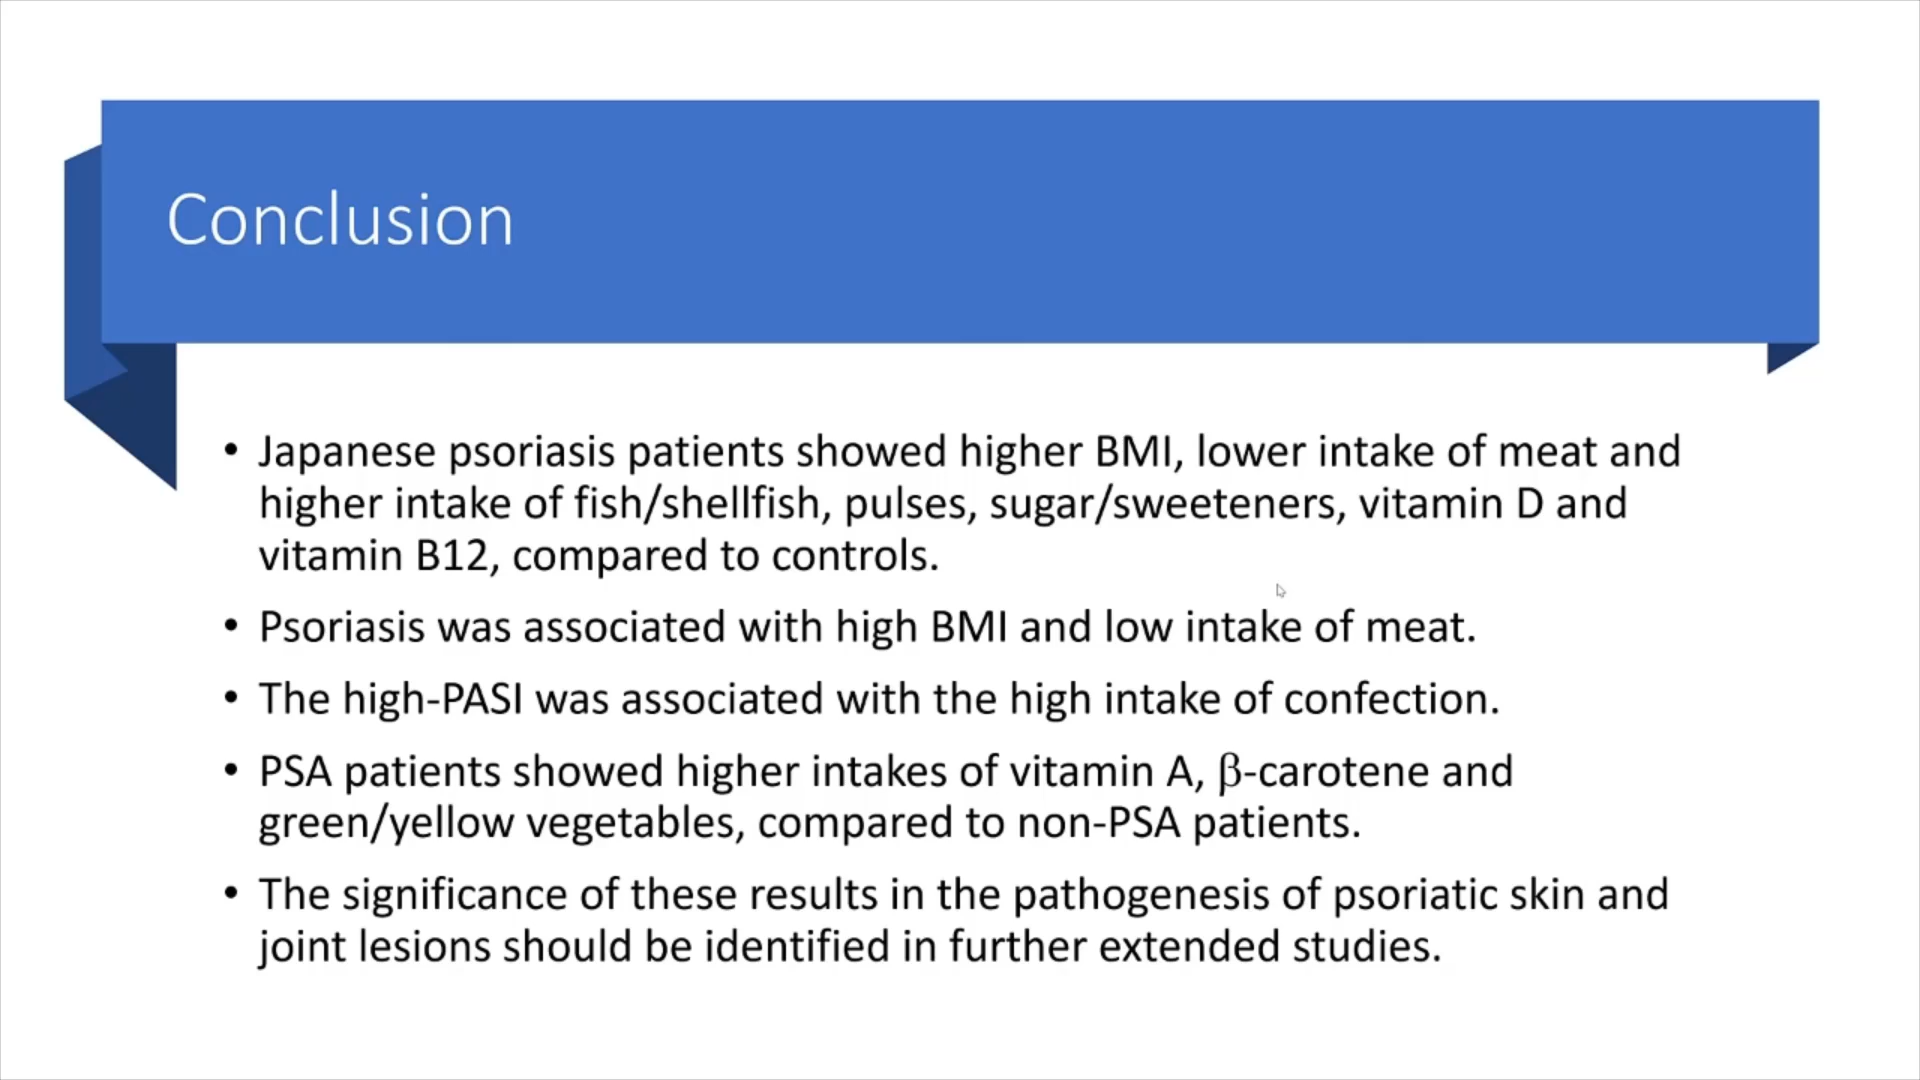 Conclusion
• Japanese psoriasis patients showed higher BMI, lower intake of meat and
higher intake of fish/shellfish, pulses, sugar/sweeteners, vitamin D and
vitamin B12, compared to controls.
• Psoriasis was associated with high BMI and low intake of meat.
• The high-PASI was associated with the high intake of confection.
• PSA patients showed higher intakes of vitamin A, β-carotene and
green/yellow vegetables, compared to non-PSA patients.
• The significance of these results in the pathogenesis of psoriatic skin and
joint lesions should be identified in further extended studies.